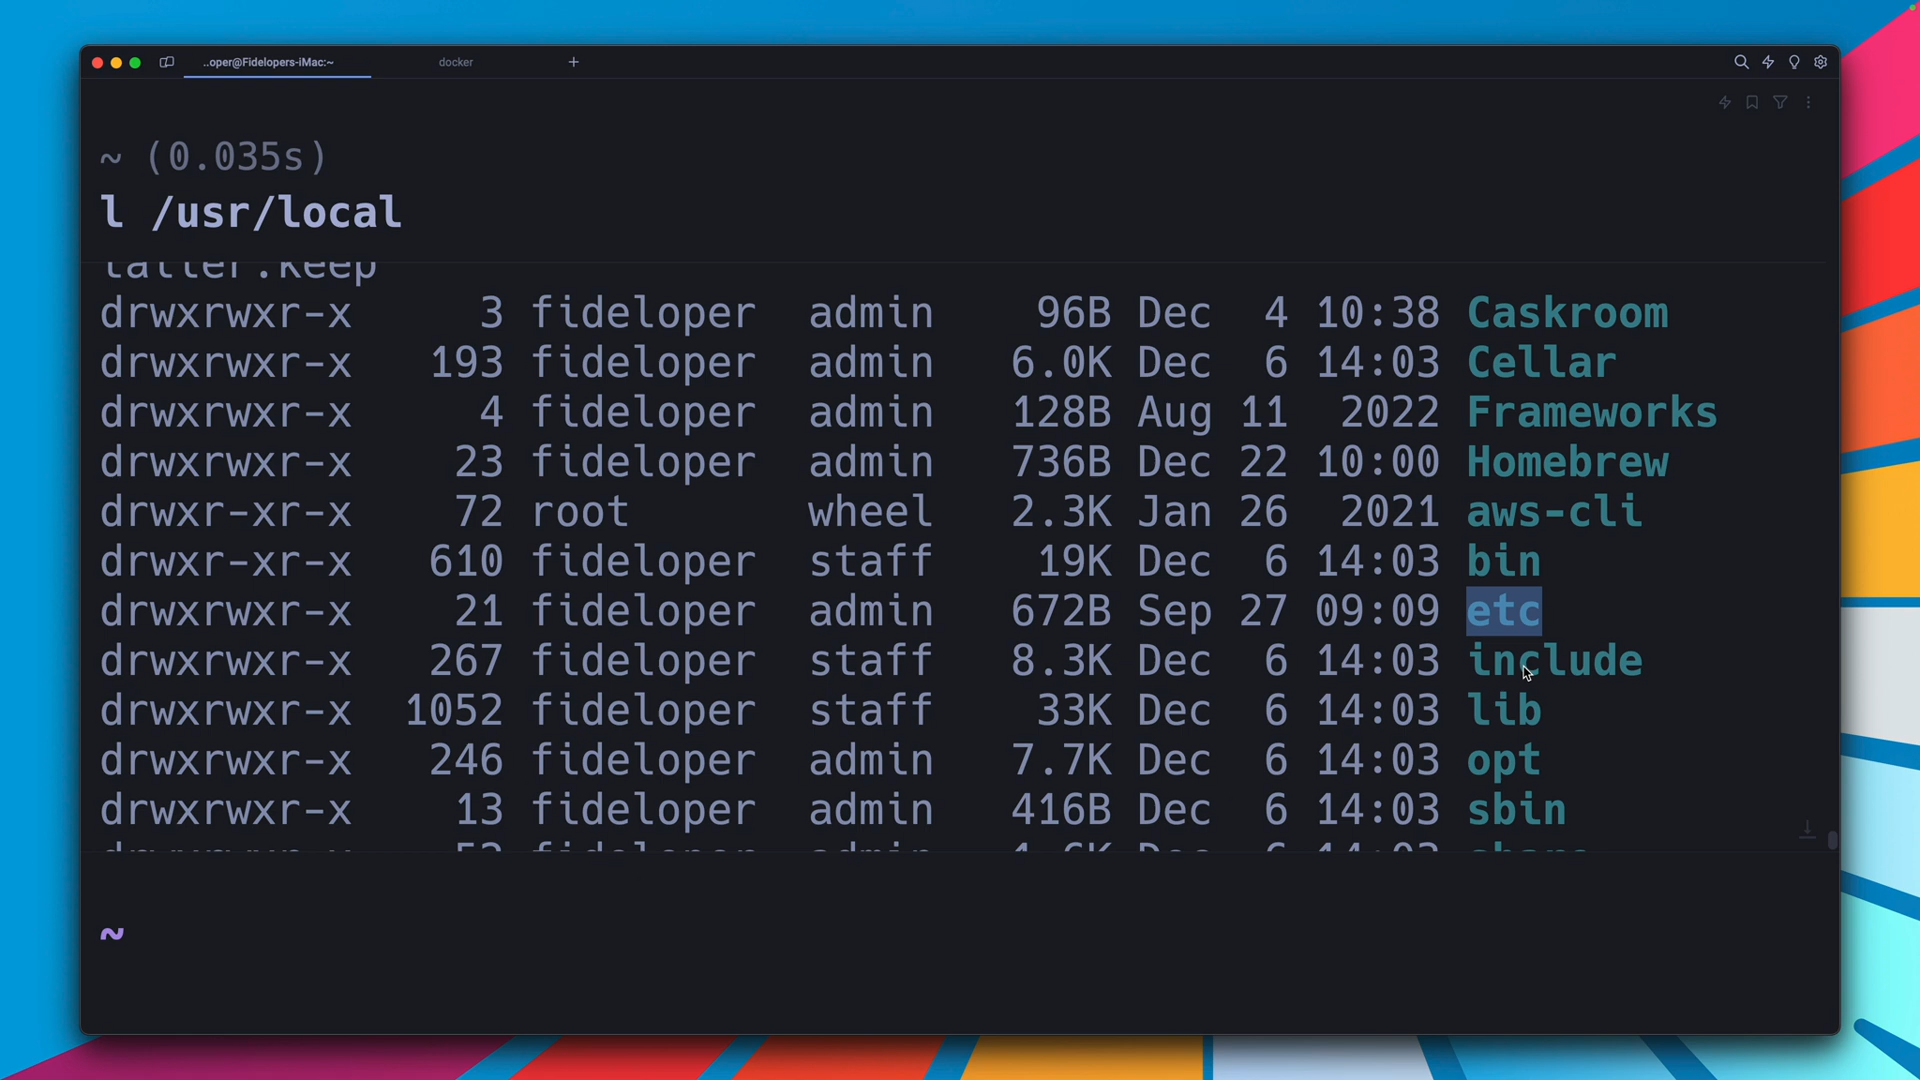 ..oper@Fidelopers-iMac:~ docker +
~ (0.035s)
l /usr/local
drwxrwxr-x 3 fideloper admin 96B Dec 4 10:38 Caskroom
drwxrwxr-x 193 fideloper admin 6.0K Dec 6 14:03 Cellar
drwxrwxr-x 4 fideloper admin 128B Aug 11 2022 Frameworks
drwxrwxr-x 23 fideloper admin 736B Dec 22 10:00 Homebrew
drwxr-xr-x 72 root wheel 2.3K Jan 26 2021 aws-cli
drwxr-xr-x 610 fideloper staff 19K Dec 6 14:03 bin
drwxrwxr-x 21 fideloper admin 672B Sep 27 09:09 etc
drwxrwxr-x 267 fideloper staff 8.3K Dec 6 14:03 include
drwxrwxr-x 1052 fideloper staff 33K Dec 6 14:03 lib
drwxrwxr-x 246 fideloper admin 7.7K Dec 6 14:03 opt
drwxrwxr-x 13 fideloper admin 416B Dec 6 14:03 sbin
~